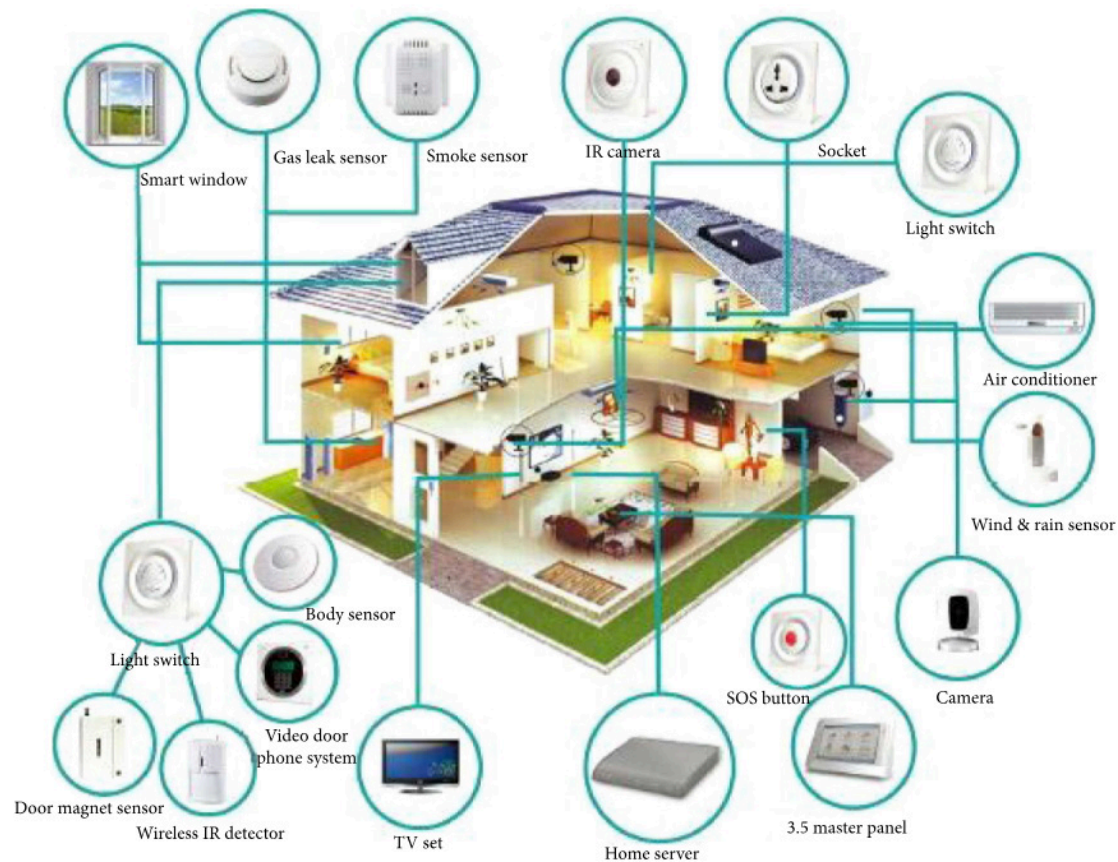 Smart window
Gas leak sensor
Smoke sensor
IR camera
Socket
Light switch
Air conditioner
Wind & rain sensor
Camera
SOS button
3.5 master panel
Home server
TV set
Body sensor
Light switch
Video door
(phone system)
Door magnet sensor
Wireless IR detector